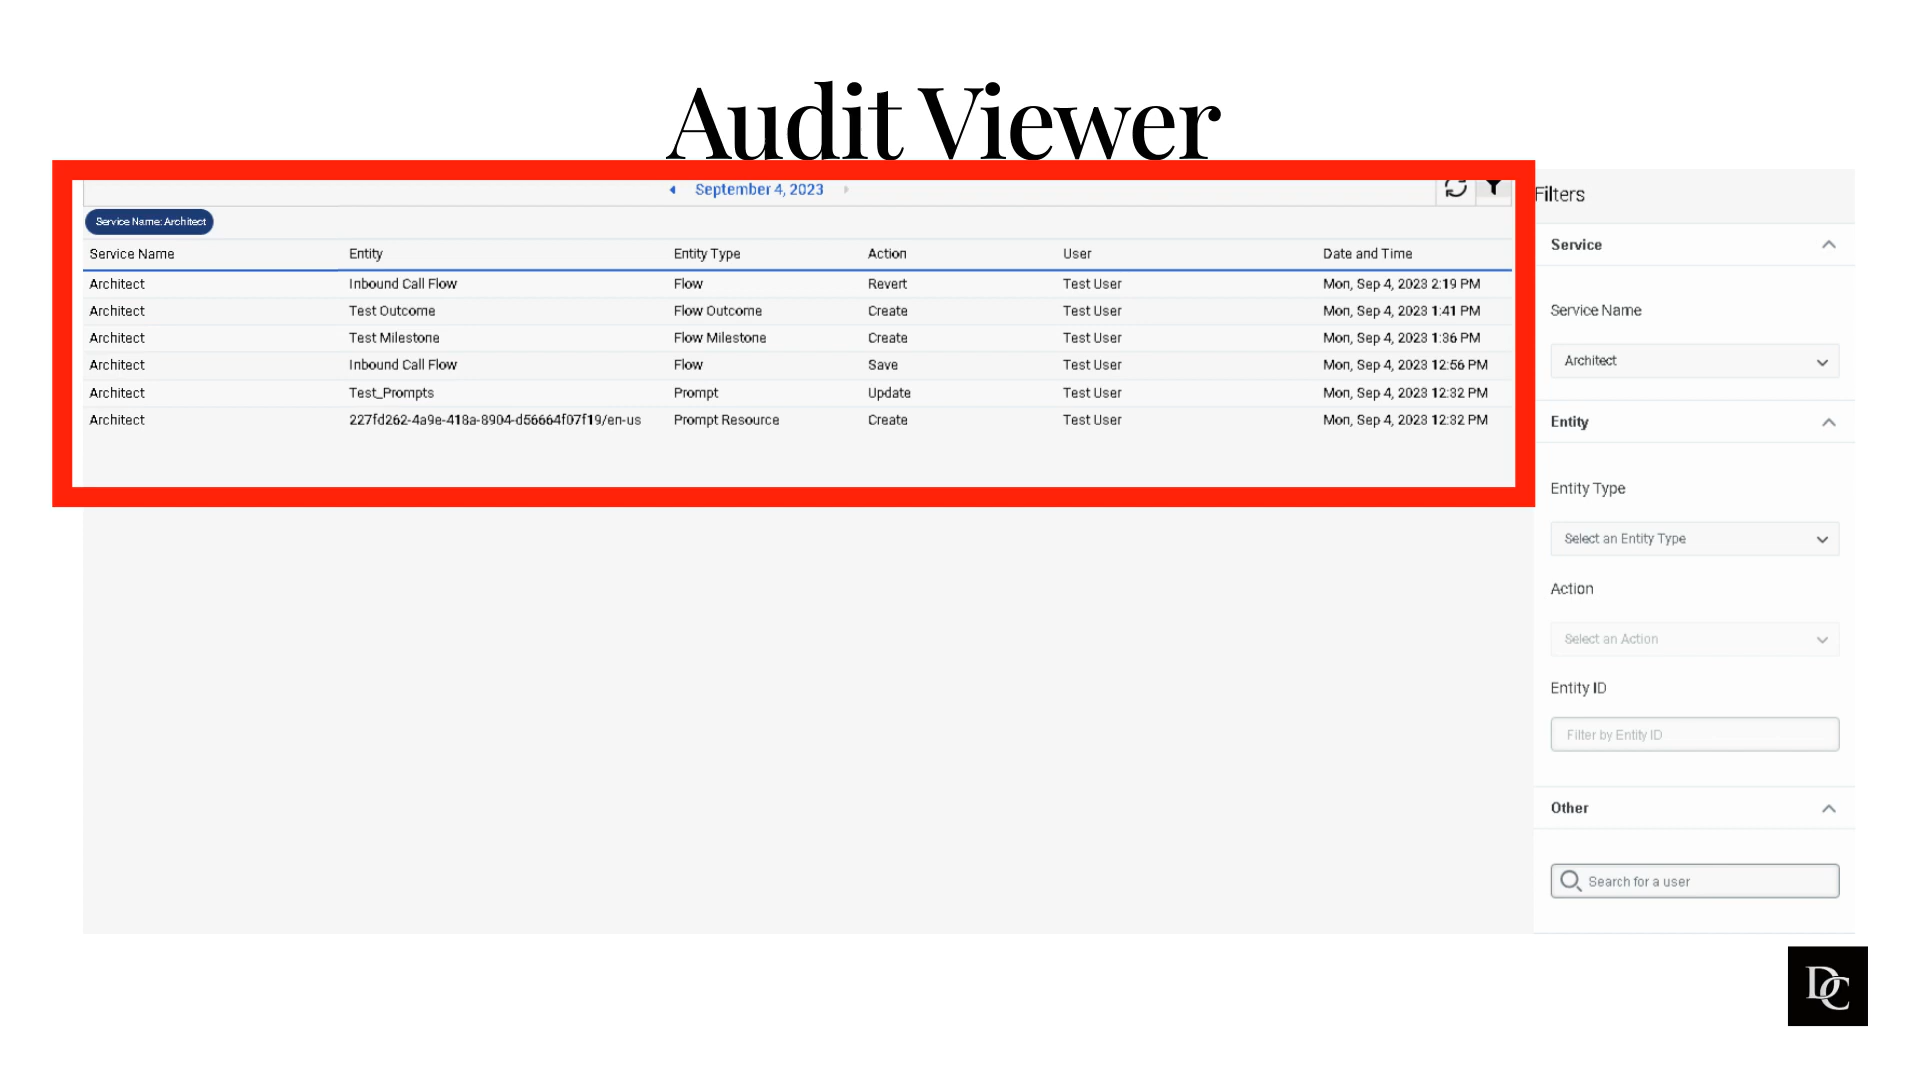 Audit Viewer
September 4, 2023
Service Name: Architect
Service Name Entity Entity Type Action User Date and Time
Architect Inbound Call Flow Flow Revert Test User Mon, Sep 4, 2023 2:19 PM
Architect Test Outcome Flow Outcome Create Test User Mon, Sep 4, 2023 1:41 PM
Architect Test Milestone Flow Milestone Create Test User Mon, Sep 4, 2023 1:36 PM
Architect Inbound Call Flow Flow Save Test User Mon, Sep 4, 2023 12:56 PM
Architect Test_Prompts Prompt Update Test User Mon, Sep 4, 2023 12:32 PM
Architect 227fd262-4a9e-418a-8904-d56664f07f19/en-us Prompt Resource Create Test User Mon, Sep 4, 2023 12:32 PM
Filters
Service
Service Name
Architect
Entity
Entity Type
Select an Entity Type
Action
Select an Action
Entity ID
Filter by Entity ID
Other
Search for a user
DC